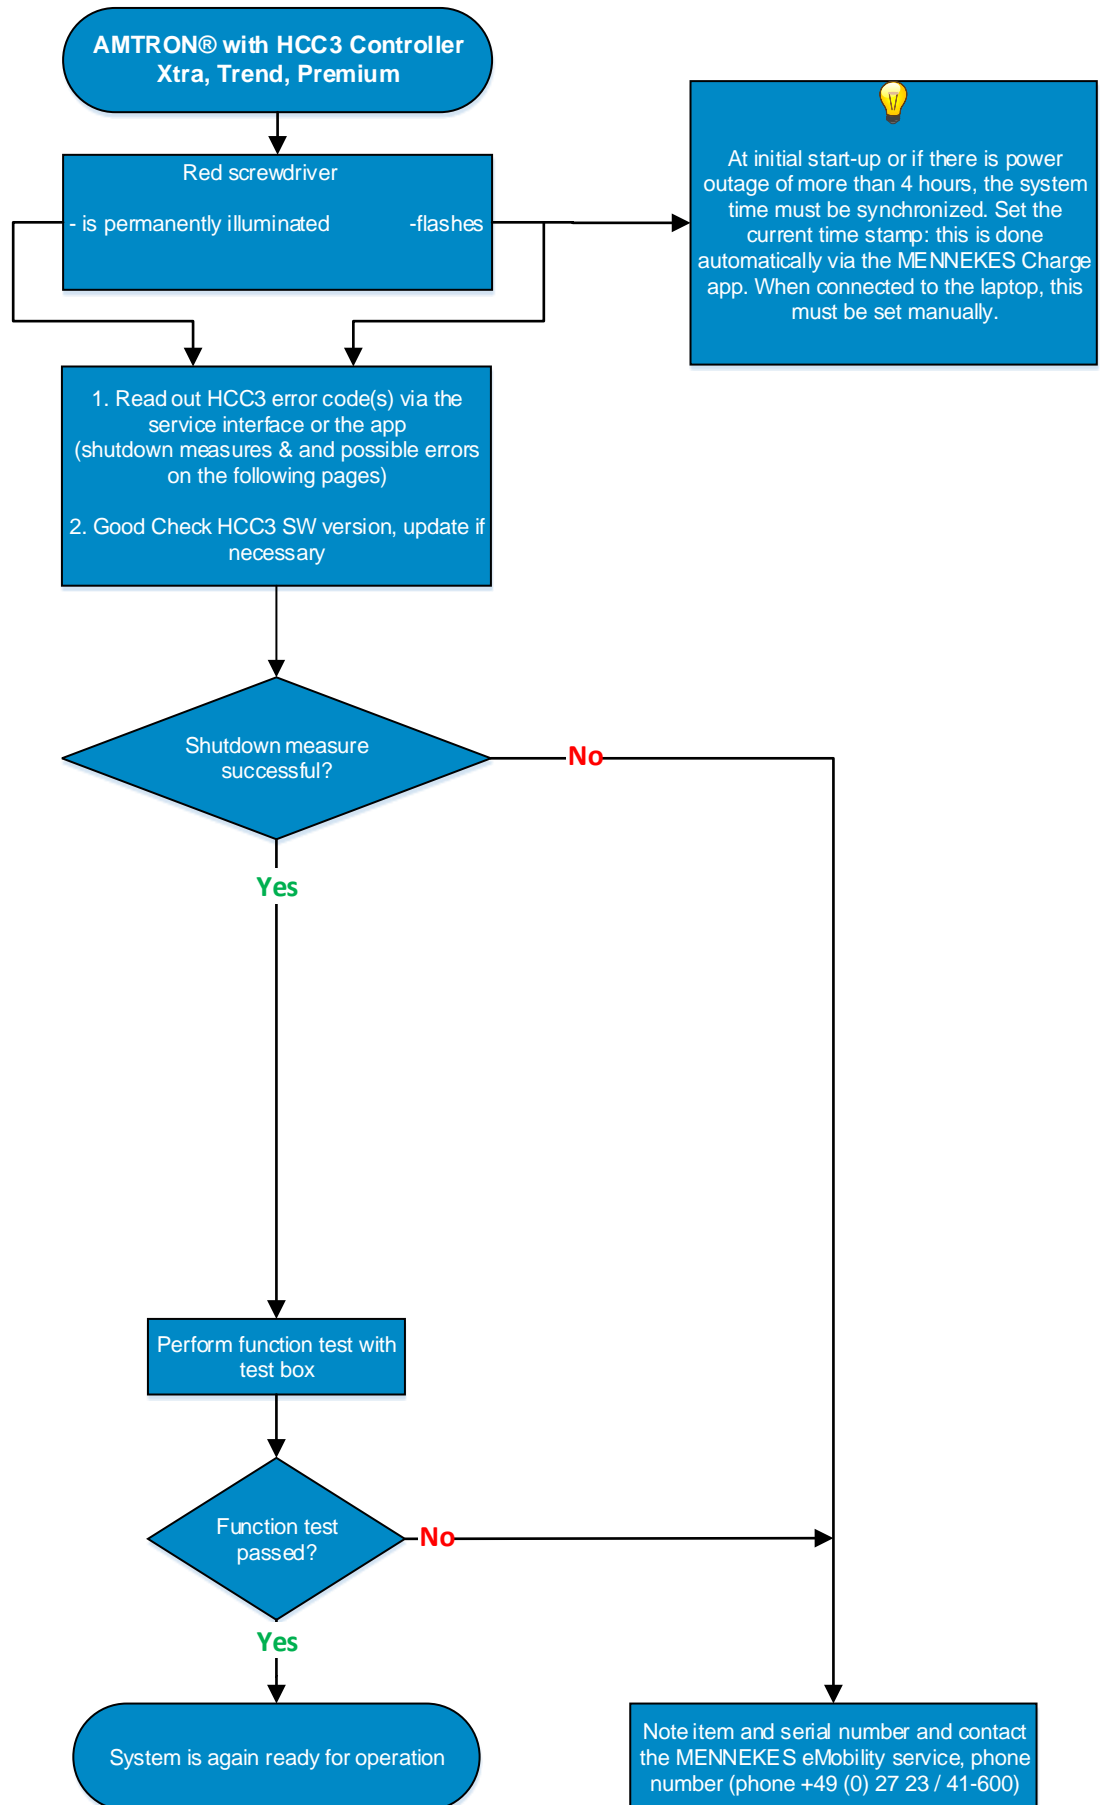 AMTRON® with HCC3 Controller
Xtra, Trend, Premium
Red screwdriver
- is permanently illuminated -flashes
At initial start-up or if there is power
outage of more than 4 hours, the system
time must be synchronized. Set the
current time stamp: this is done
automatically via the MENNEKES Charge
app. When connected to the laptop, this
must be set manually.
1. Read out HCC3 error code(s) via the
service interface or the app
(shutdown measures & and possible errors
on the following pages)
2. Good Check HCC3 SW version, update if
necessary
Shutdown measure
successful?
No
Yes
Perform function test with
test box
Function test
passed?
No
Yes
System is again ready for operation
Note item and serial number and contact
the MENNEKES eMobility service, phone
number (phone +49 (0) 27 23 / 41-600)